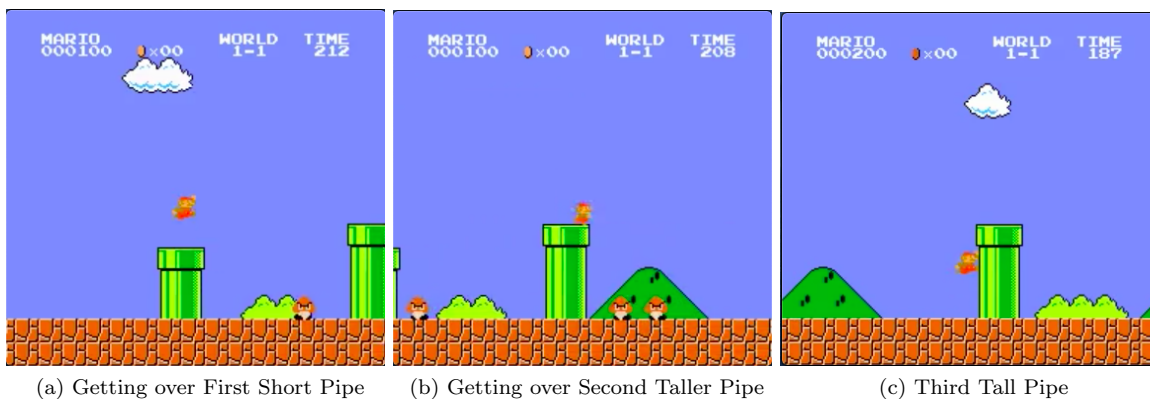 MARIO WORLD TIME
000100 ×00 1-1 212
MARIO WORLD TIME
000100 ×00 1-1 208
MARIO WORLD TIME
000200 ×00 1-1 187
(a) Getting over First Short Pipe
(b) Getting over Second Taller Pipe
(c) Third Tall Pipe